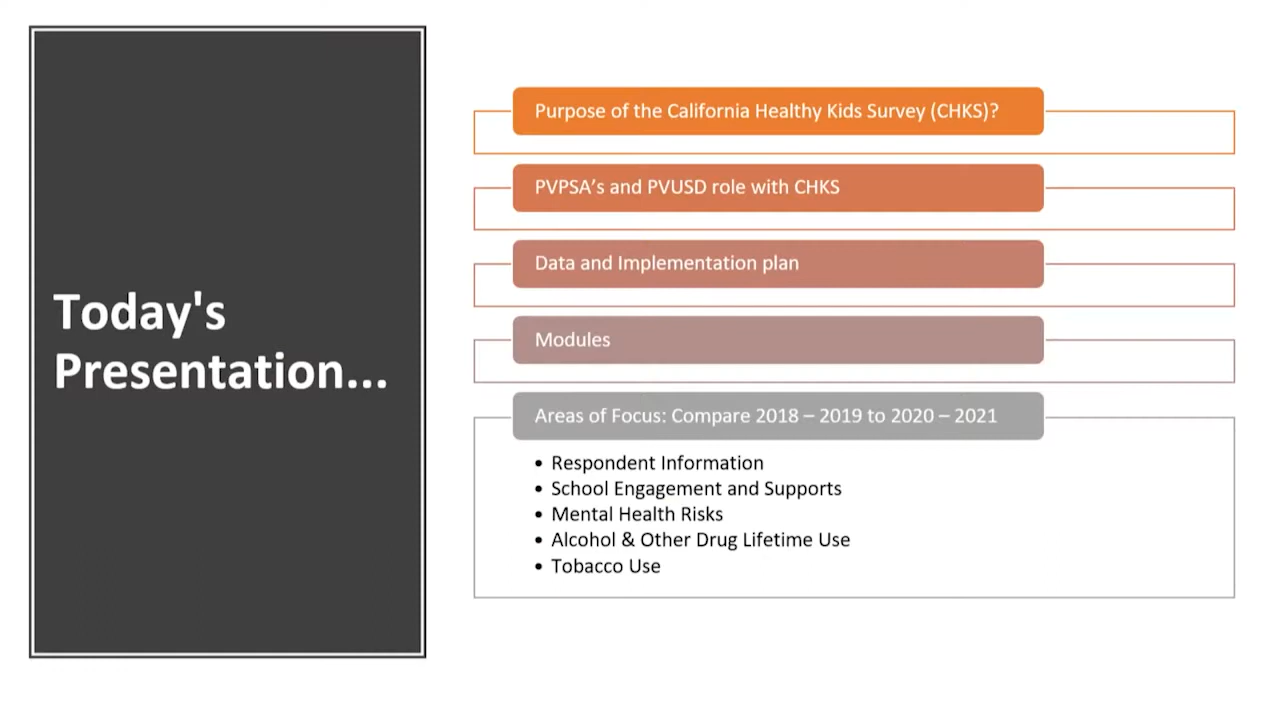 Today's
Presentation...
Purpose of the California Healthy Kids Survey (CHKS)?
PVPSA’s and PVUSD role with CHKS
Data and Implementation plan
Modules
Areas of Focus: Compare 2018 – 2019 to 2020 – 2021
• Respondent Information
• School Engagement and Supports
• Mental Health Risks
• Alcohol & Other Drug Lifetime Use
• Tobacco Use